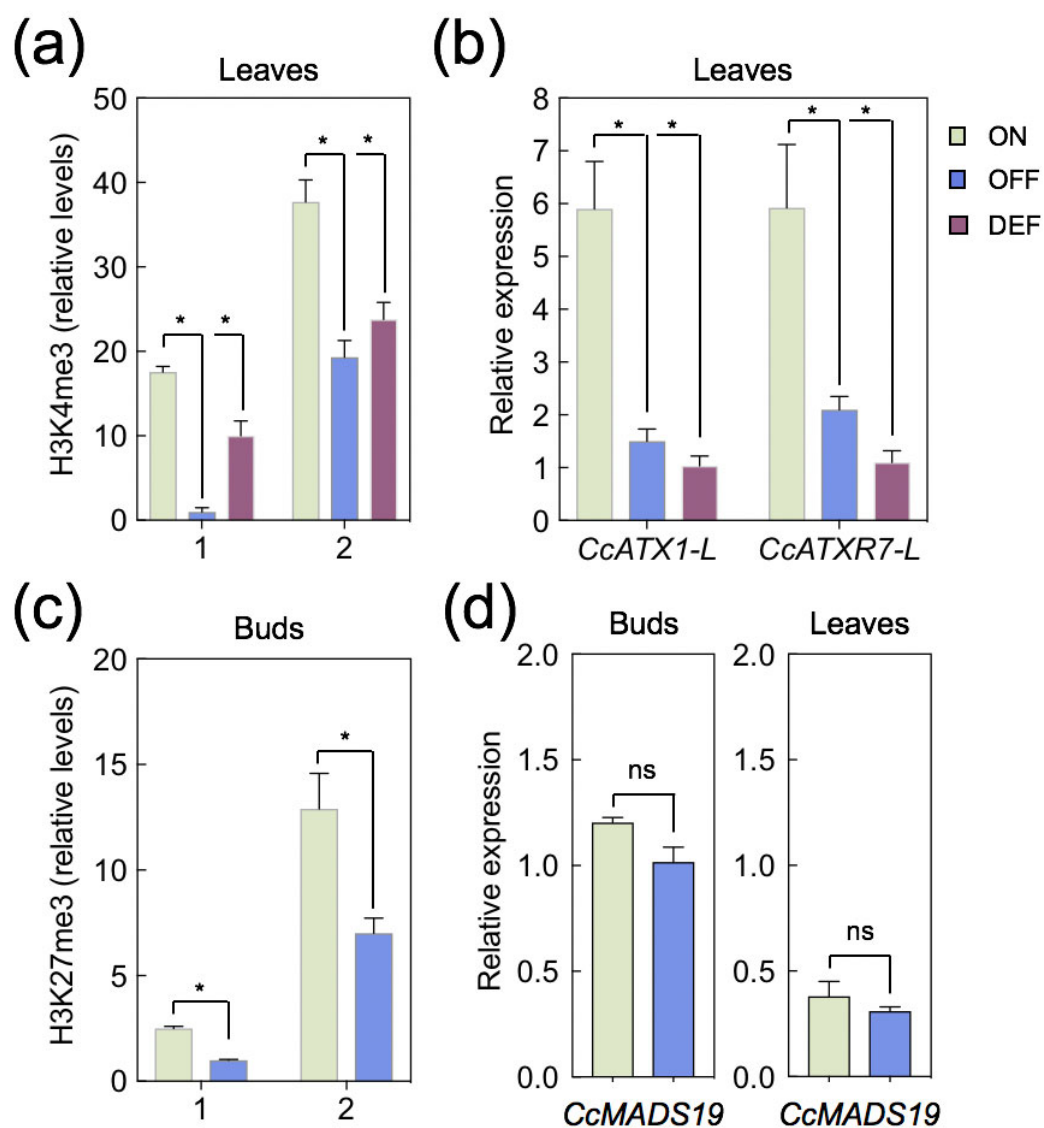 (a)
Leaves
H3K4me3 (relative levels)
50
40
30
20
10
0
* *
* *
1 2
(b)
Leaves
Relative expression
8
7
6
5
4
3
2
1
0
* *
* *
CcATX1-L CcATXR7-L
ON
OFF
DEF
(c)
Buds
H3K27me3 (relative levels)
20
15
10
5
0
*
*
1 2
(d)
Buds
Relative expression
2.0
1.5
1.0
0.5
0.0
ns
CcMADS19
Leaves
2.0
1.5
1.0
0.5
0.0
ns
CcMADS19